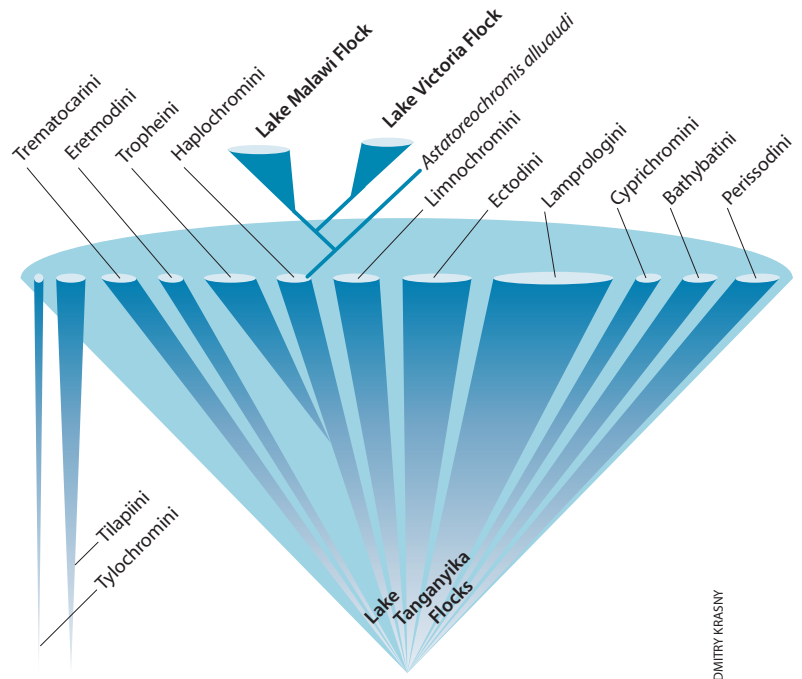 Trematocarini
Eretmodini
Tropheini
Haplochromini
Lake Malawi Flock
Lake Victoria Flock
Astatoreochromis alluaudi
Limnochromini
Ectodini
Lamprologini
Cyprichromini
Bathybatini
Perissodini
Tilapiini
Tylochromini
Lake
Tanganyika
Flocks
DMITRY KRASNY